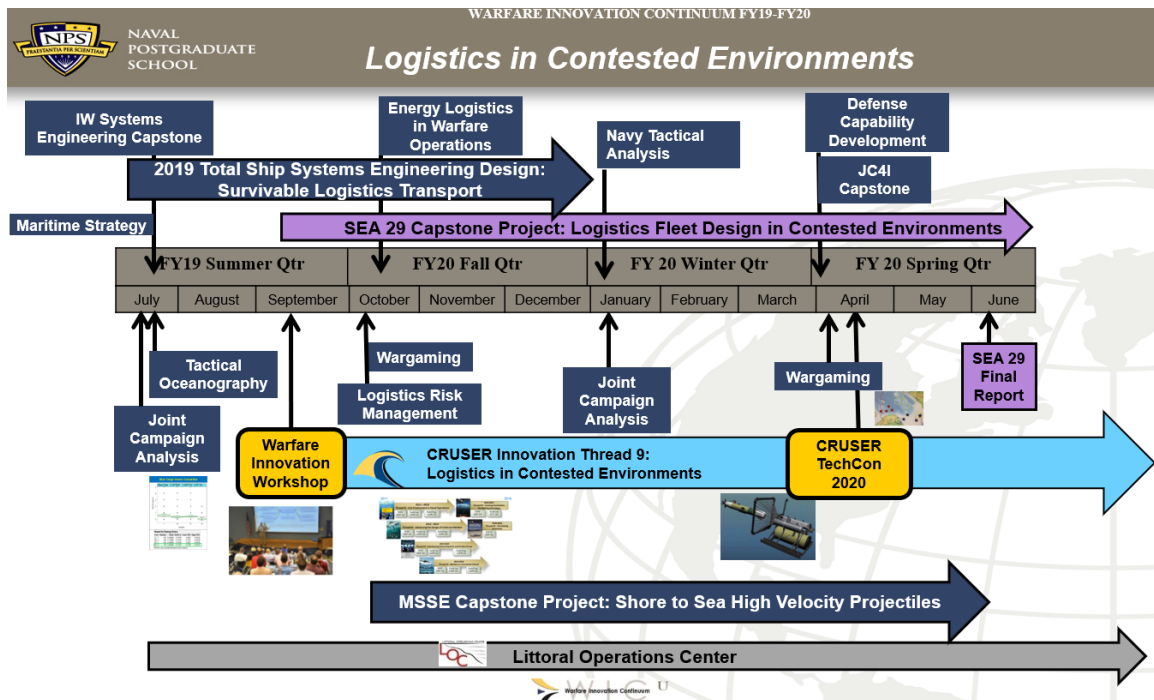 WARFARE INNOVATION CONTINUUM FY19-FY20
NPS
PRAESTANTIA PER SCIENTIAM
NAVAL
POSTGRADUATE
SCHOOL
Logistics in Contested Environments
IW Systems
Engineering Capstone
Energy Logistics
in Warfare
Operations
Navy Tactical
Analysis
Defense
Capability
Development
JC4I
Capstone
2019 Total Ship Systems Engineering Design:
Survivable Logistics Transport
Maritime Strategy
SEA 29 Capstone Project: Logistics Fleet Design in Contested Environments
FY19 Summer Qtr
FY20 Fall Qtr
FY 20 Winter Qtr
FY 20 Spring Qtr
July
August
September
October
November
December
January
February
March
April
May
June
Tactical
Oceanography
Wargaming
Logistics Risk
Management
Joint
Campaign
Analysis
Joint
Campaign
Analysis
Wargaming
SEA 29
Final
Report
Warfare
Innovation
Workshop
CRUSER Innovation Thread 9:
Logistics in Contested Environments
CRUSER
TechCon
2020
MSSE Capstone Project: Shore to Sea High Velocity Projectiles
LOC
Littoral Operations Center
W I C U
Warfare Innovation Continuum